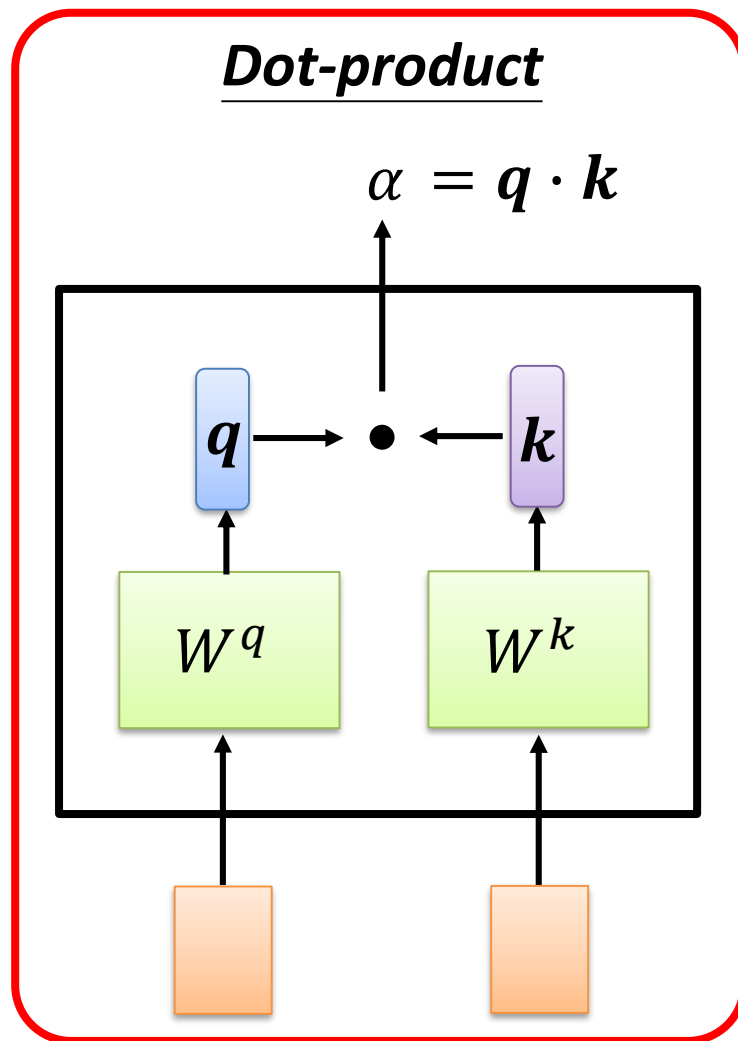 Dot-product
α = q · k
q
k
W^q
W^k